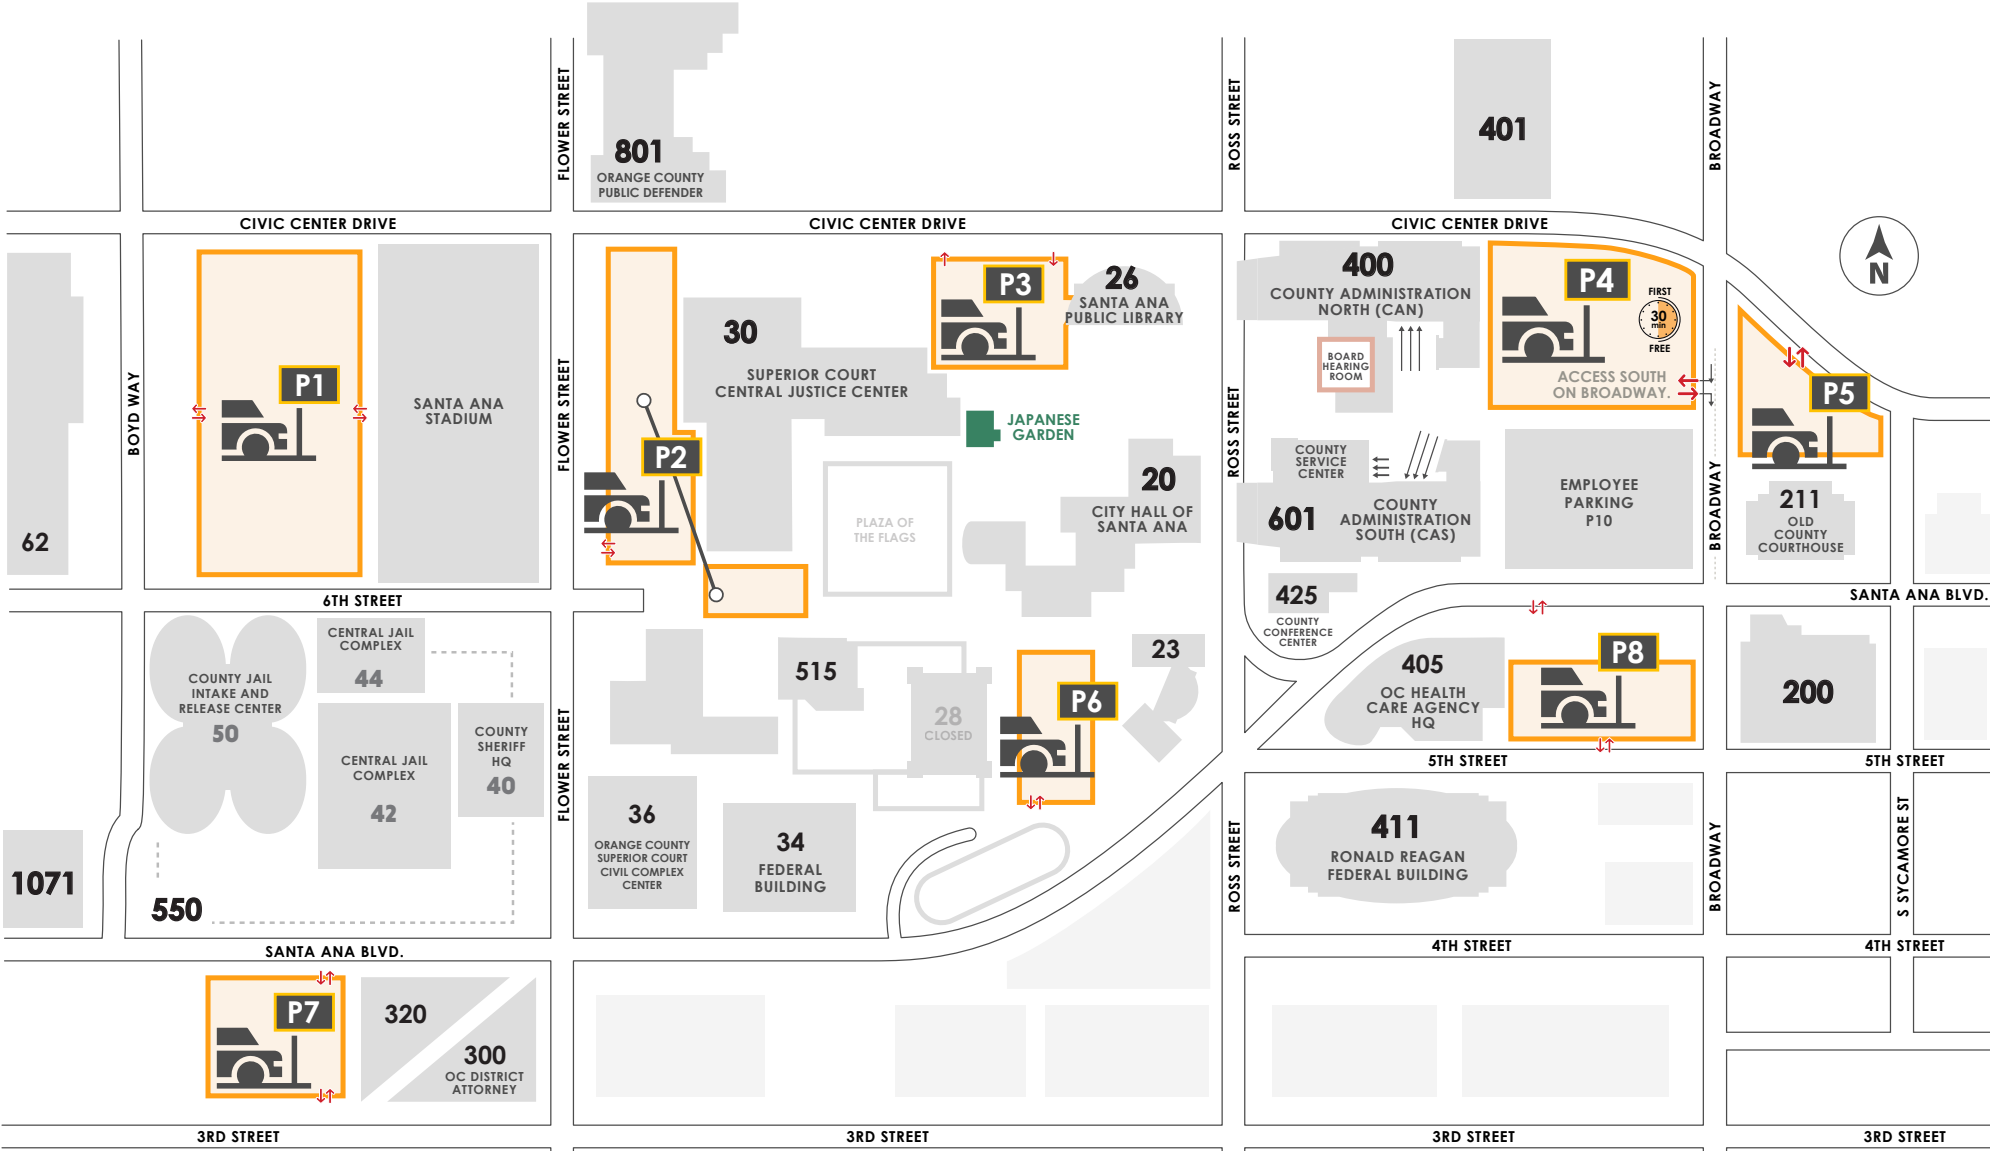 FLOWER STREET
801
ORANGE COUNTY
PUBLIC DEFENDER
ROSS STREET
401
BROADWAY
CIVIC CENTER DRIVE
CIVIC CENTER DRIVE
CIVIC CENTER DRIVE
N
62
BOYD WAY
P1
SANTA ANA
STADIUM
FLOWER STREET
P2
30
SUPERIOR COURT
CENTRAL JUSTICE CENTER
P3
26
SANTA ANA
PUBLIC LIBRARY
JAPANESE
GARDEN
PLAZA OF
THE FLAGS
20
CITY HALL OF
SANTA ANA
ROSS STREET
400
COUNTY ADMINISTRATION
NORTH (CAN)
BOARD
HEARING
ROOM
P4
FIRST
30
min
FREE
ACCESS SOUTH
ON BROADWAY.
P5
COUNTY
SERVICE
CENTER
601
COUNTY
ADMINISTRATION
SOUTH (CAS)
EMPLOYEE
PARKING
P10
BROADWAY
211
OLD
COUNTY
COURTHOUSE
425
COUNTY
CONFERENCE
CENTER
6TH STREET
SANTA ANA BLVD.
COUNTY JAIL
INTAKE AND
RELEASE CENTER
50
CENTRAL JAIL
COMPLEX
44
CENTRAL JAIL
COMPLEX
42
COUNTY
SHERIFF
HQ
40
550
1071
FLOWER STREET
515
28
CLOSED
P6
23
36
ORANGE COUNTY
SUPERIOR COURT
CIVIL COMPLEX
CENTER
34
FEDERAL
BUILDING
405
OC HEALTH
CARE AGENCY
HQ
P8
200
5TH STREET
5TH STREET
ROSS STREET
411
RONALD REAGAN
FEDERAL BUILDING
BROADWAY
S SYCAMORE ST
SANTA ANA BLVD.
4TH STREET
4TH STREET
P7
320
300
OC DISTRICT
ATTORNEY
3RD STREET
3RD STREET
3RD STREET
3RD STREET